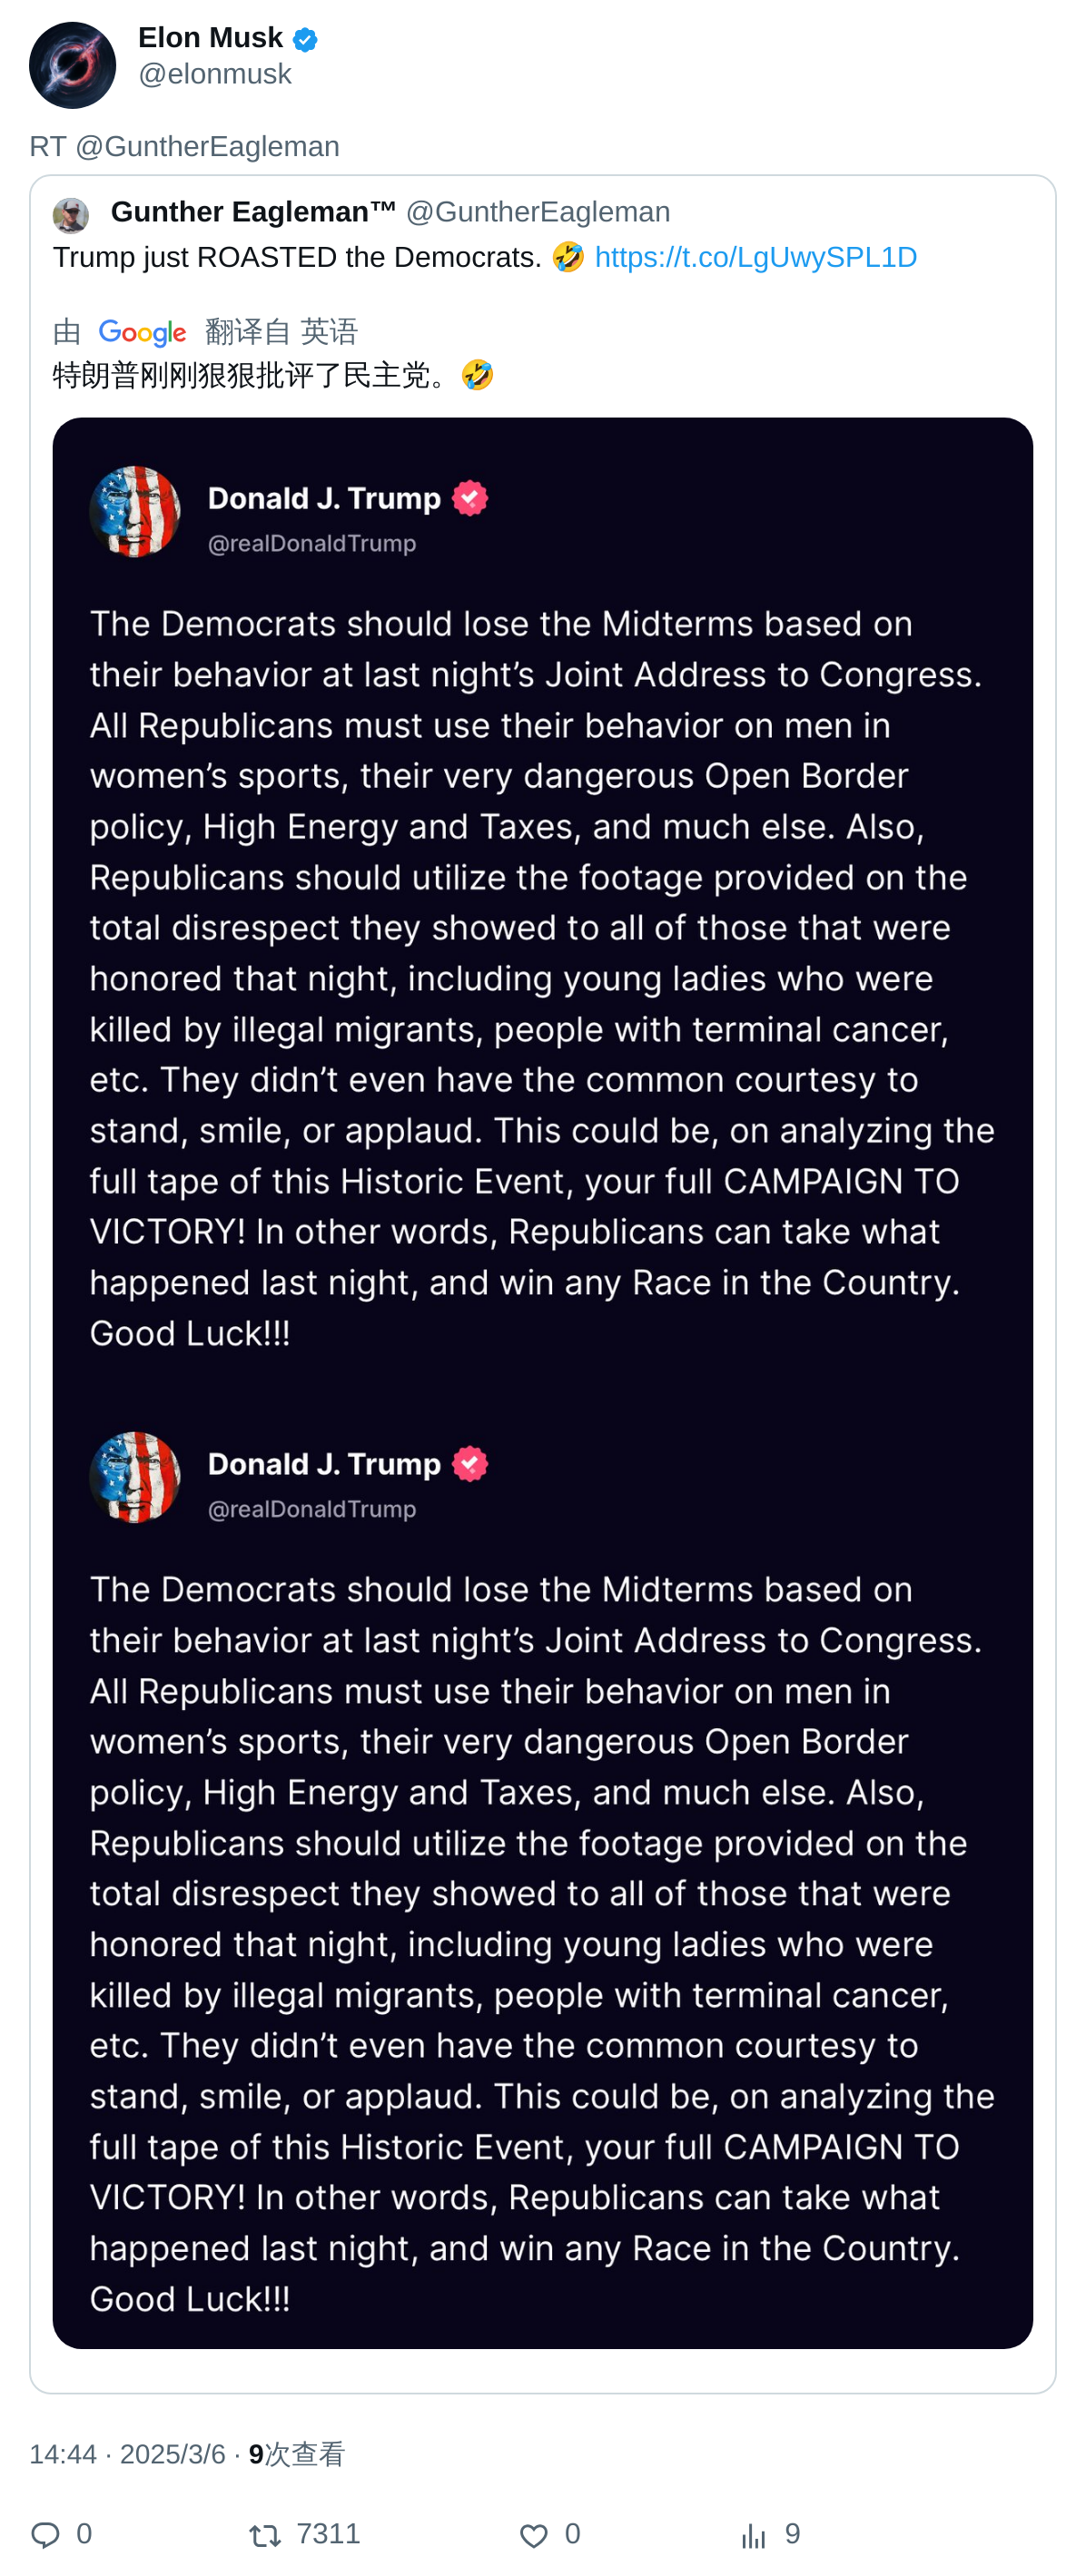 Elon Musk
@elonmusk
RT @GuntherEagleman
Gunther Eagleman™ @GuntherEagleman
Trump just ROASTED the Democrats. 🤣 https://t.co/LgUwySPL1D
由 Google 翻译自 英语
特朗普刚刚狠狠批评了民主党。🤣
Donald J. Trump
@realDonaldTrump
The Democrats should lose the Midterms based on
their behavior at last night’s Joint Address to Congress.
All Republicans must use their behavior on men in
women’s sports, their very dangerous Open Border
policy, High Energy and Taxes, and much else. Also,
Republicans should utilize the footage provided on the
total disrespect they showed to all of those that were
honored that night, including young ladies who were
killed by illegal migrants, people with terminal cancer,
etc. They didn’t even have the common courtesy to
stand, smile, or applaud. This could be, on analyzing the
full tape of this Historic Event, your full CAMPAIGN TO
VICTORY! In other words, Republicans can take what
happened last night, and win any Race in the Country.
Good Luck!!!
Donald J. Trump
@realDonaldTrump
The Democrats should lose the Midterms based on
their behavior at last night’s Joint Address to Congress.
All Republicans must use their behavior on men in
women’s sports, their very dangerous Open Border
policy, High Energy and Taxes, and much else. Also,
Republicans should utilize the footage provided on the
total disrespect they showed to all of those that were
honored that night, including young ladies who were
killed by illegal migrants, people with terminal cancer,
etc. They didn’t even have the common courtesy to
stand, smile, or applaud. This could be, on analyzing the
full tape of this Historic Event, your full CAMPAIGN TO
VICTORY! In other words, Republicans can take what
happened last night, and win any Race in the Country.
Good Luck!!!
14:44 · 2025/3/6 · 9次查看
0 7311 0 9